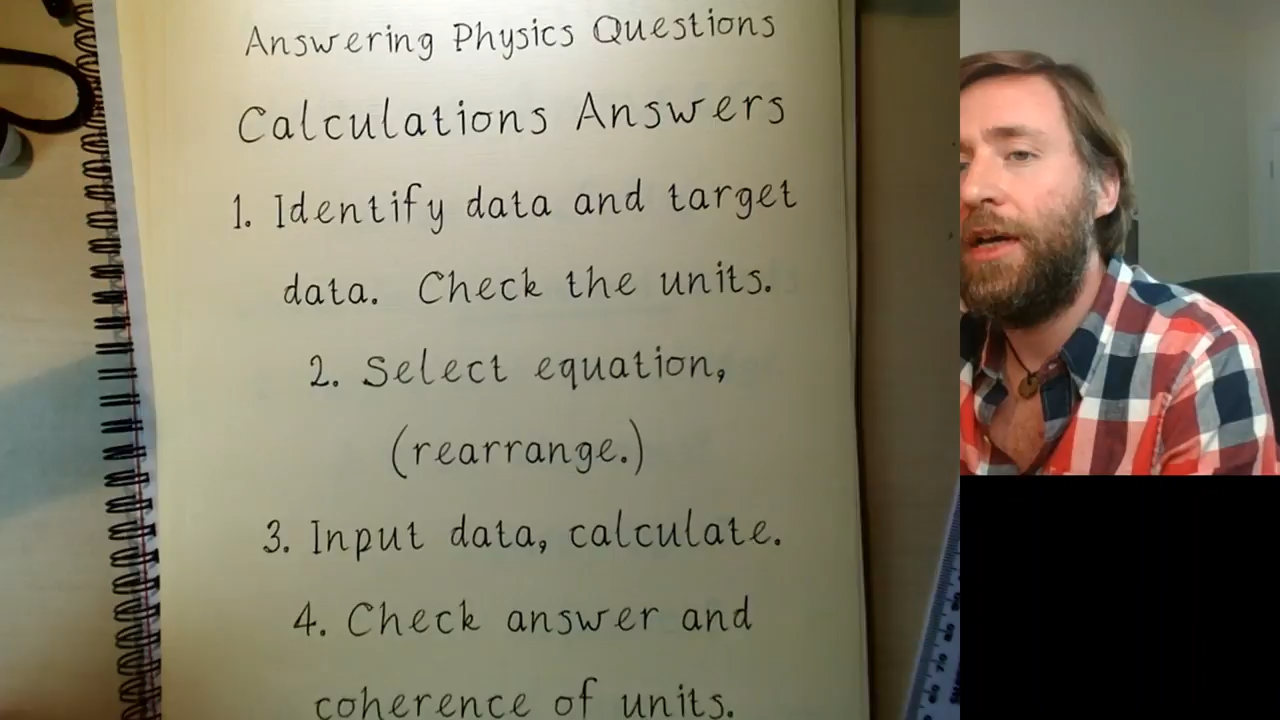 Answering Physics Questions
Calculations Answers
1. Identify data and target
data. Check the units.
2. Select equation,
(rearrange.)
3. Input data, calculate.
4. Check answer and
coherence of units.